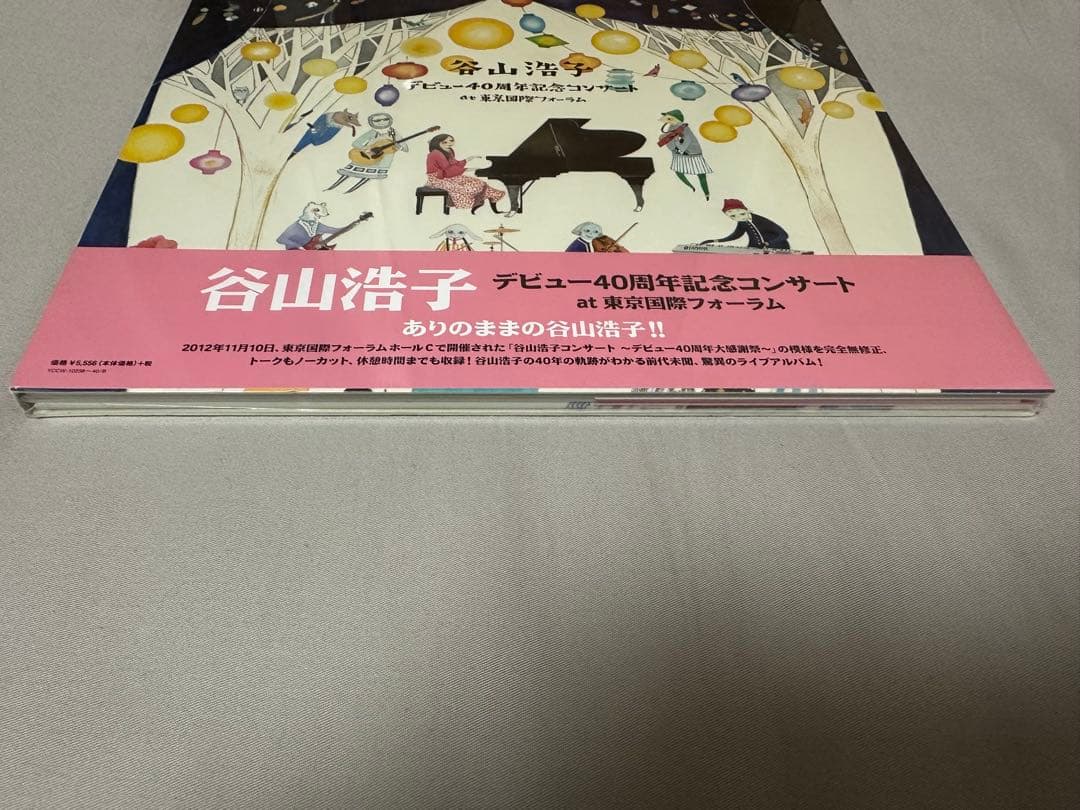 谷山浩子
デビュー40周年記念コンサート
at 東京国際フォーラム
谷山浩子 デビュー40周年記念コンサート
at 東京国際フォーラム
ありのままの谷山浩子!!
2012年11月10日、東京国際フォーラム ホールCで開催された「谷山浩子コンサート ～デビュー40周年大感謝祭～」の模様を完全無修正、
トークもノーカット、休憩時間までも収録！谷山浩子の40年の軌跡がわかる前代未聞、驚異のライブアルバム！
価格 ¥5,556（本体価格）+税
YCCW-10238～40/B